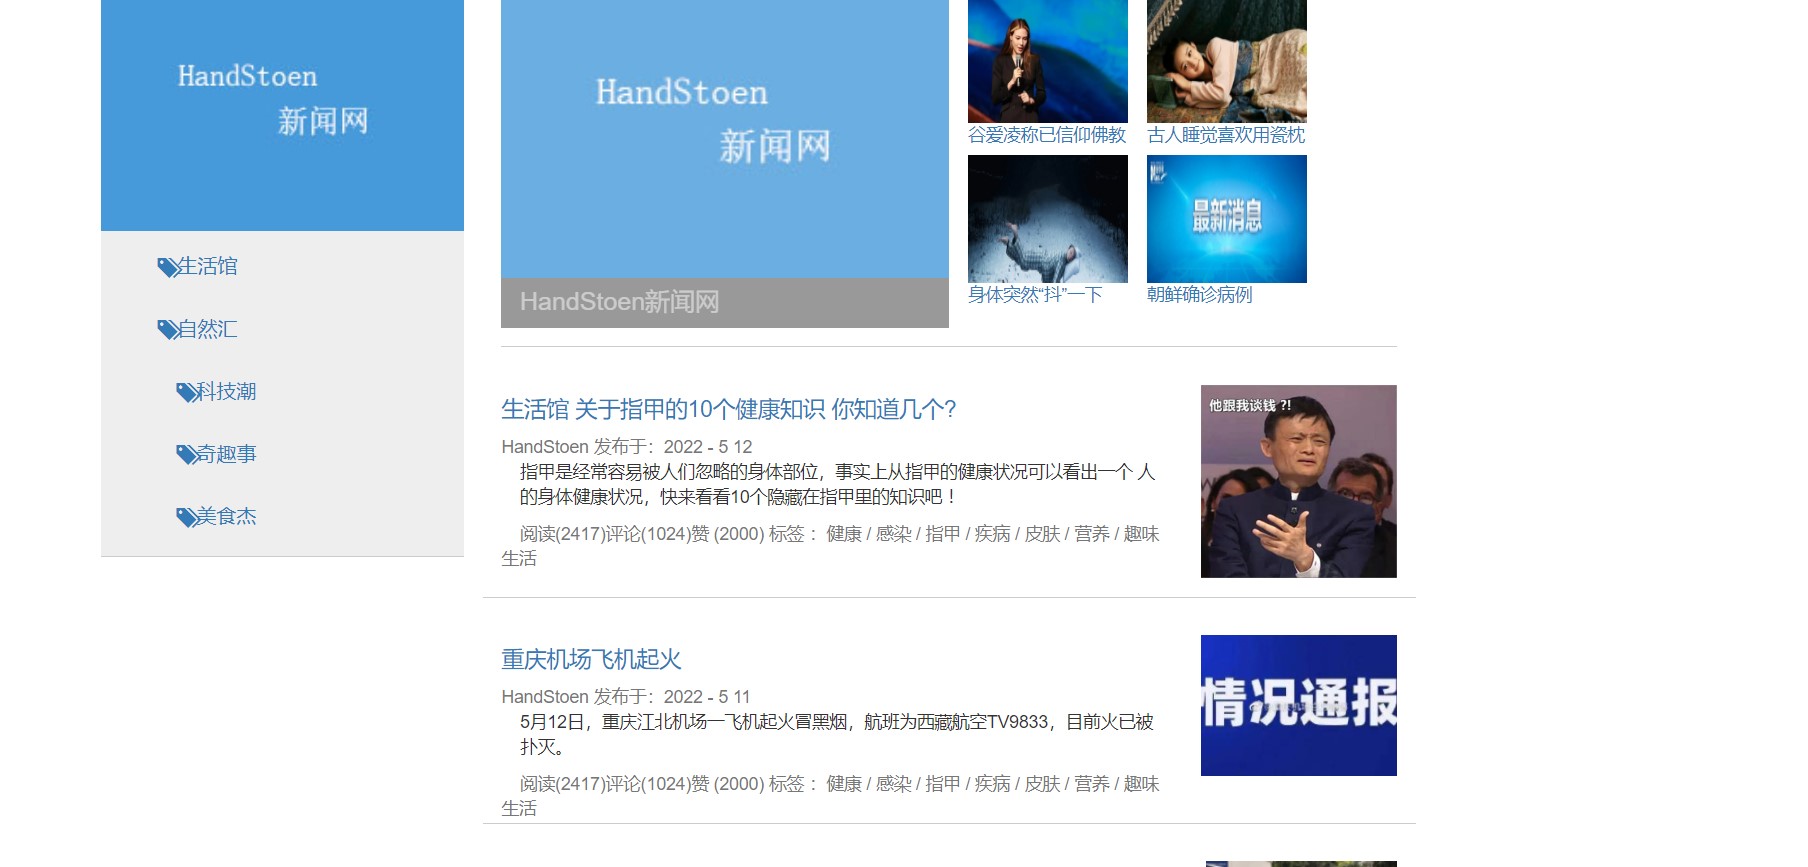 HandStoen
新闻网
生活馆
自然汇
科技潮
奇趣事
美食杰
HandStoen
新闻网
HandStoen新闻网
谷爱凌称已信仰佛教
古人睡觉喜欢用瓷枕
最新消息
身体突然“抖”一下
朝鲜确诊病例
生活馆 关于指甲的10个健康知识 你知道几个?
HandStoen 发布于：2022 - 5 12
指甲是经常容易被人们忽略的身体部位，事实上从指甲的健康状况可以看出一个 人
的身体健康状况，快来看看10个隐藏在指甲里的知识吧！
阅读(2417)评论(1024)赞 (2000) 标签 ：健康 / 感染 / 指甲 / 疾病 / 皮肤 / 营养 / 趣味
生活
他跟我谈钱 ?!
重庆机场飞机起火
HandStoen 发布于：2022 - 5 11
5月12日，重庆江北机场一飞机起火冒黑烟，航班为西藏航空TV9833，目前火已被
扑灭。
阅读(2417)评论(1024)赞 (2000) 标签 ：健康 / 感染 / 指甲 / 疾病 / 皮肤 / 营养 / 趣味
生活
情况通报